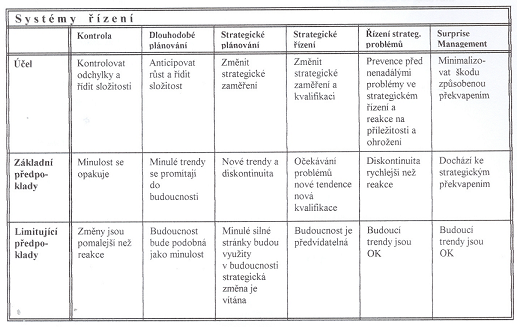 Systémy řízení
Kontrola
Dlouhodobé
plánování
Strategické
plánování
Strategické
řízení
Řízení strateg.
problémů
Surprise
Management
Účel
Kontrolovat
odchylky a
řídit složitosti
Anticipovat
růst a řídit
složitost
Změnit
strategické
zaměření
Změnit
strategické
zaměření a
kvalifikaci
Prevence před
nenadálými
problémy ve
strategickém
řízení a
reakce na
příležitosti a
ohrožení
Minimalizo-
vat škodu
způsobenou
překvapením
Základní
předpo-
klady
Minulost se
opakuje
Minulé trendy
se promítají
do
budoucnosti
Nové trendy a
diskontinuita
Očekávání
problémů
nové tendence
nová
kvalifikace
Diskontinuita
rychlejší než
reakce
Dochází ke
strategickým
překvapením
Limitující
předpo-
klady
Změny jsou
pomalejší než
reakce
Budoucnost
bude podobná
jako minulost
Minulé silné
stránky budou
využity
v budoucnosti
strategická
změna je
vítána
Budoucnost je
předvídatelná
Budoucí
trendy jsou
OK
Budoucí
trendy jsou
OK